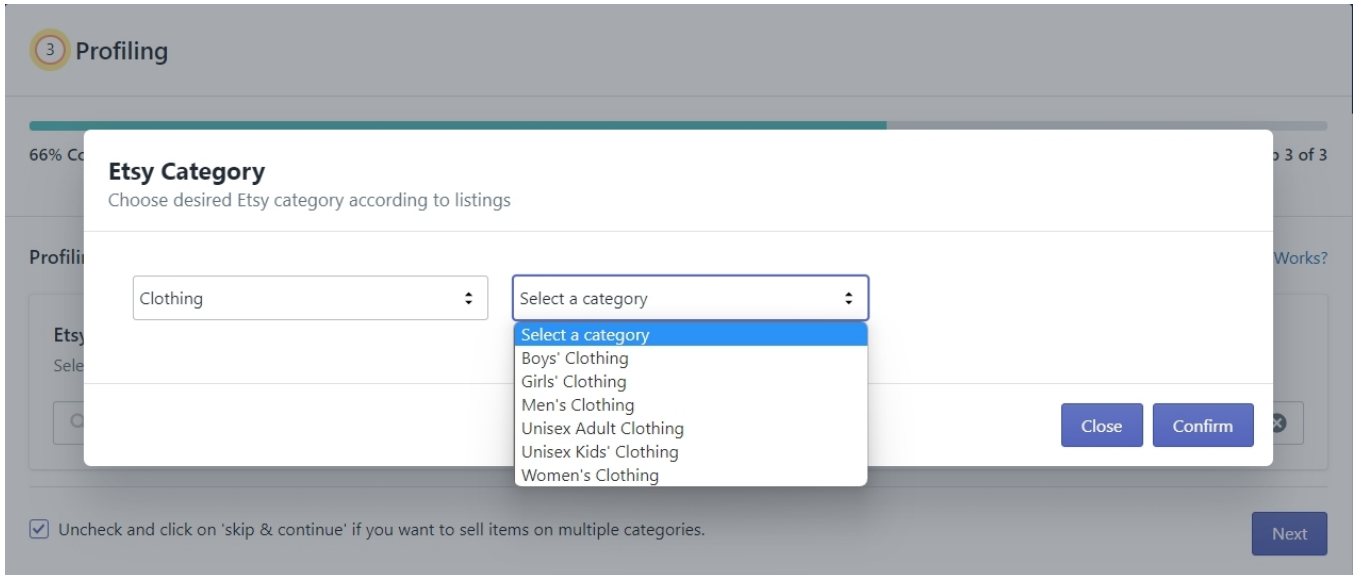 3 Profiling
66% Co
p 3 of 3
Etsy Category
Choose desired Etsy category according to listings
Profili
Works?
Clothing
Select a category
Select a category
Boys' Clothing
Girls' Clothing
Men's Clothing
Unisex Adult Clothing
Unisex Kids' Clothing
Women's Clothing
Etsy
Sele
Close Confirm
Uncheck and click on 'skip & continue' if you want to sell items on multiple categories.
Next